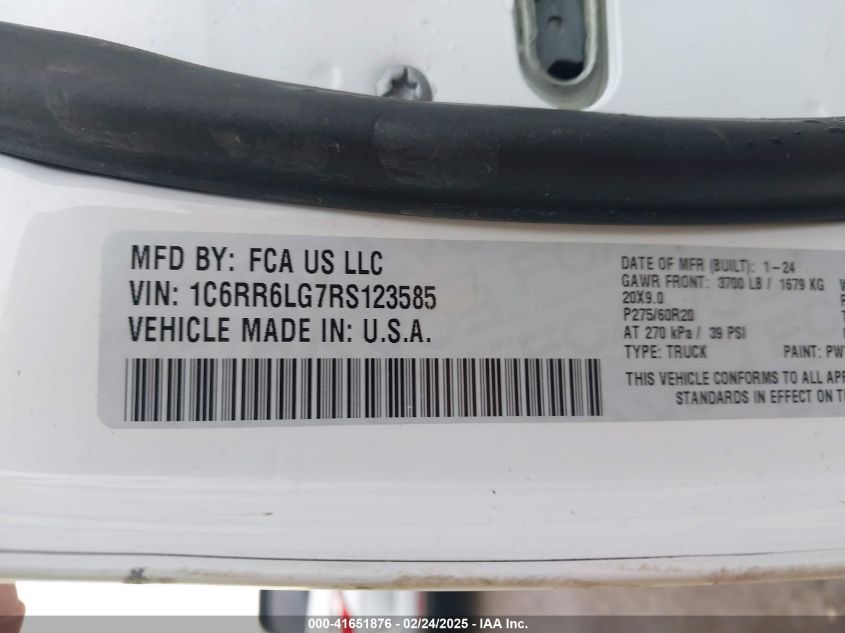 MFD BY: FCA US LLC
VIN: 1C6RR6LG7RS123585
VEHICLE MADE IN: U.S.A.
DATE OF MFR (BUILT): 1-24
GAWR FRONT: 3700 LB / 1679 KG
20X9.0
P275/60R20
AT 270 kPa / 39 PSI
TYPE: TRUCK PAINT: PW
THIS VEHICLE CONFORMS TO ALL
STANDARDS IN EFFECT ON
000-41651876 - 02/24/2025 - IAA Inc.